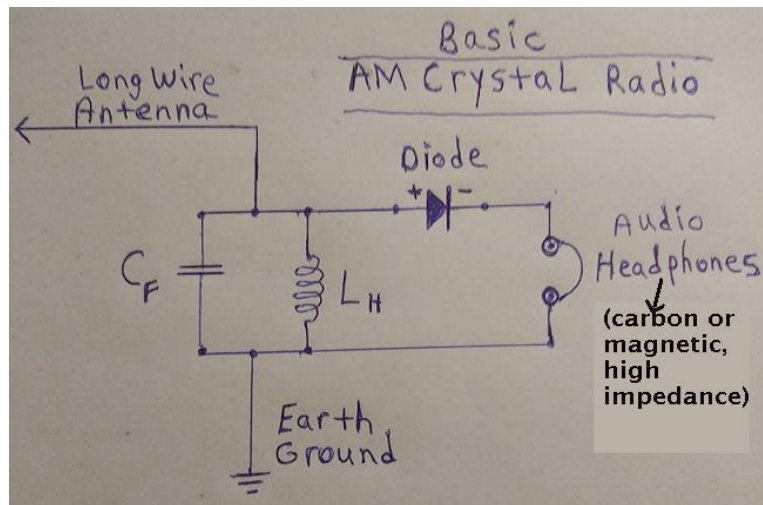 Basic
AM Crystal Radio
Long Wire
Antenna
Diode
+ -
Audio
Headphones
(carbon or
magnetic,
high
impedance)
CF
LH
Earth
Ground